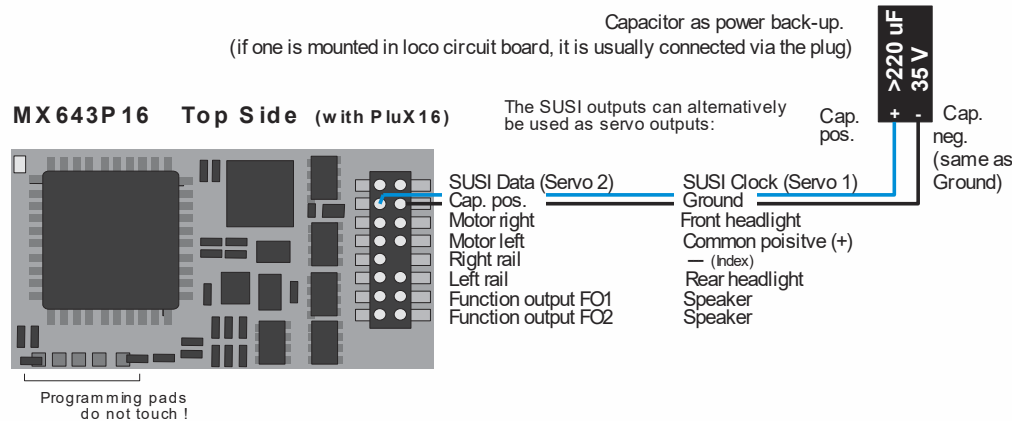 Capacitor as power back-up.
(if one is mounted in loco circuit board, it is usually connected via the plug)
>220 uF
35 V
+ -
MX643P16 Top Side (with PluX16)
The SUSI outputs can alternatively
be used as servo outputs:
Cap.
pos.
Cap.
neg.
(same as
Ground)
SUSI Data (Servo 2) SUSI Clock (Servo 1)
Cap. pos. Ground
Motor right Front headlight
Motor left Common poisitve (+)
Right rail — (Index)
Left rail Rear headlight
Function output FO1 Speaker
Function output FO2 Speaker
Programming pads
do not touch !